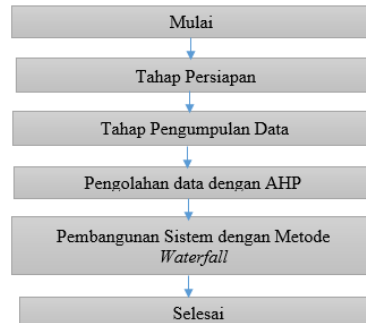 Mulai
Tahap Persiapan
Tahap Pengumpulan Data
Pengolahan data dengan AHP
Pembangunan Sistem dengan Metode
Waterfall
Selesai